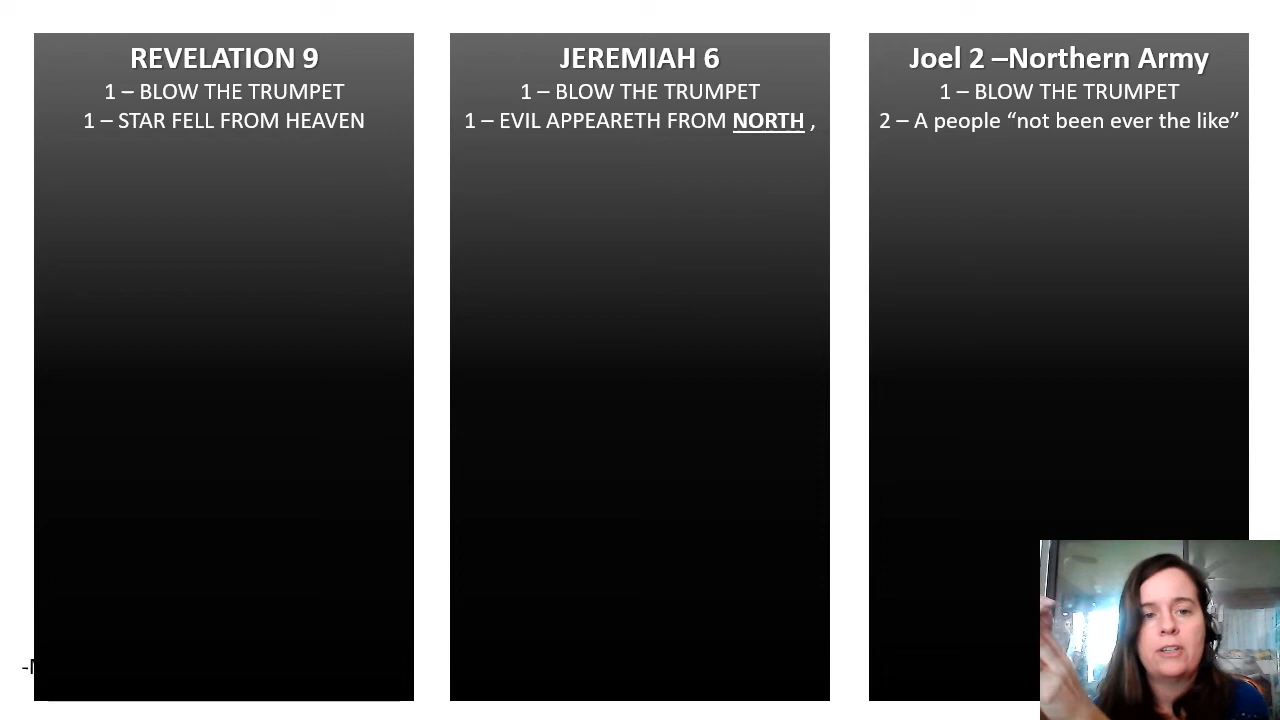 REVELATION 9
1 – BLOW THE TRUMPET
1 – STAR FELL FROM HEAVEN
JEREMIAH 6
1 – BLOW THE TRUMPET
1 – EVIL APPEARETH FROM NORTH ,
Joel 2 –Northern Army
1 – BLOW THE TRUMPET
2 – A people “not been ever the like”